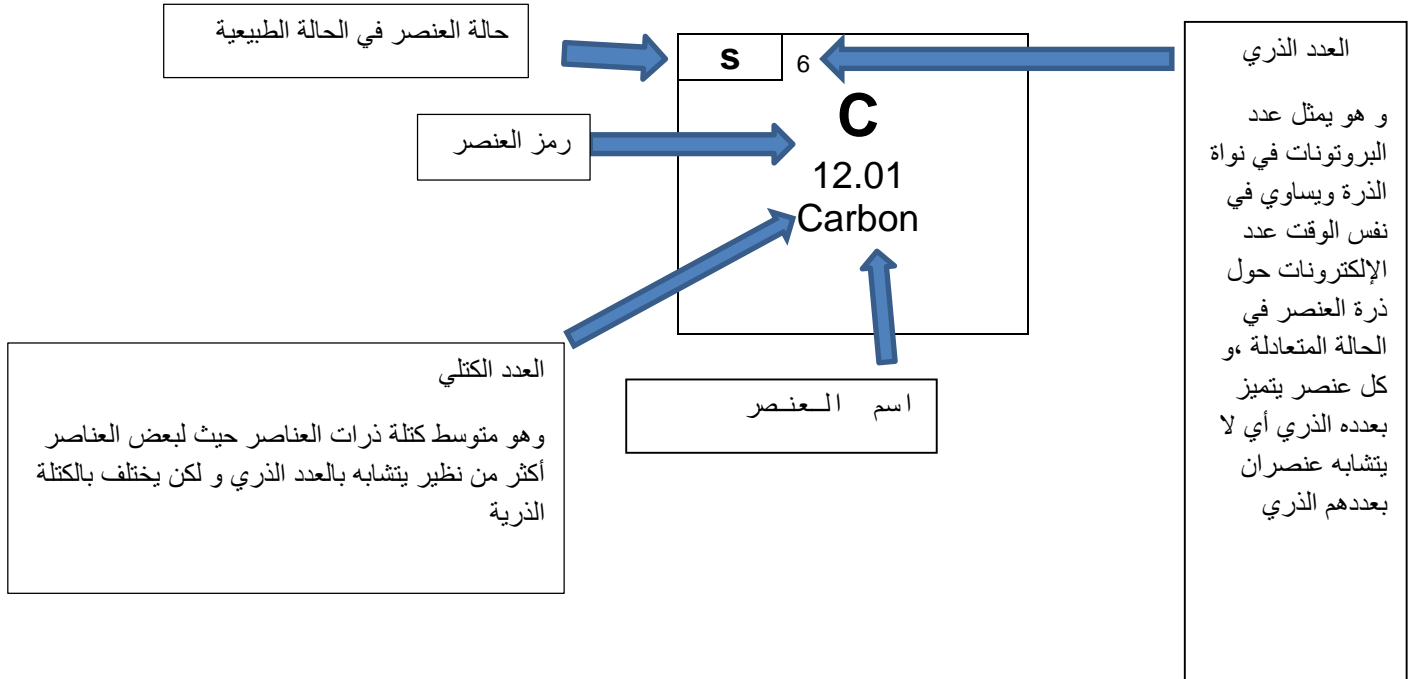 حالة العنصر في الحالة الطبيعية
s
6
C
12.01
Carbon
رمز العنصر
العدد الذري
و هو يمثل عدد
البروتونات في نواة
الذرة ويساوي في
نفس الوقت عدد
الإلكترونات حول
ذرة العنصر في
الحالة المتعادلة ،و
كل عنصر يتميز
بعدده الذري أي لا
يتشابه عنصران
بعددهم الذري
العدد الكتلي
وهو متوسط كتلة ذرات العناصر حيث لبعض العناصر
أكثر من نظير يتشابه بالعدد الذري و لكن يختلف بالكتلة
الذرية
اسم الـعنـصر